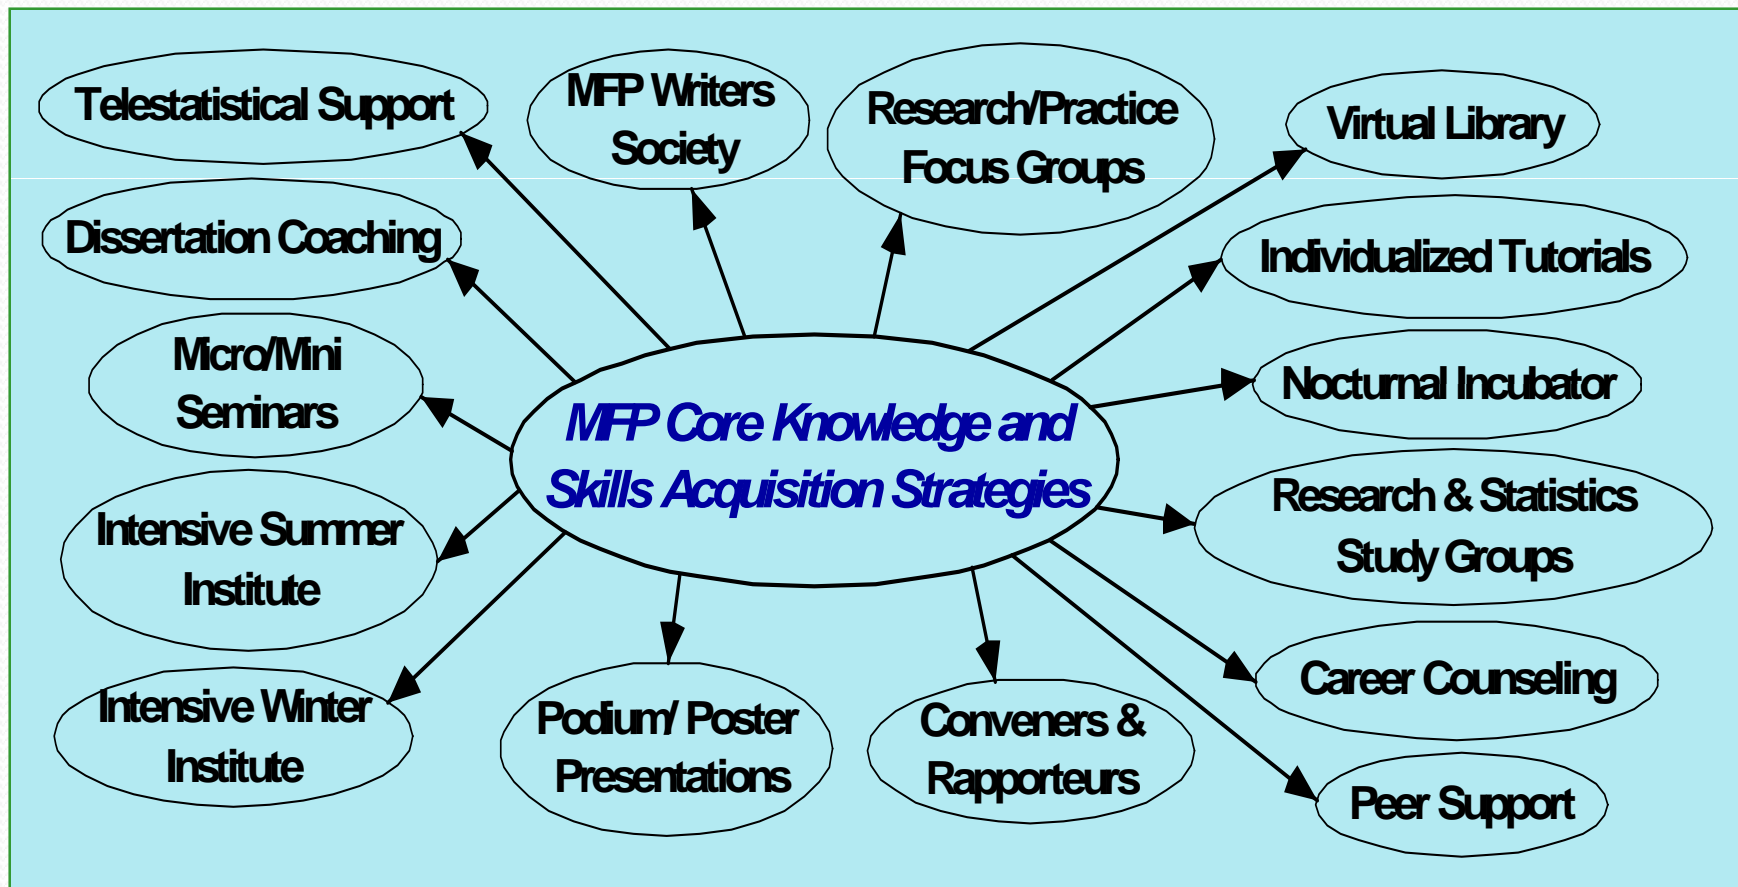 Telestatistical Support
MFP Writers
Society
Research/Practice
Focus Groups
Virtual Library
Dissertation Coaching
Individualized Tutorials
Micro/Mini
Seminars
Nocturnal Incubator
MFP Core Knowledge and
Skills Acquisition Strategies
Intensive Summer
Institute
Research & Statistics
Study Groups
Intensive Winter
Institute
Podium/ Poster
Presentations
Conveners &
Rapporteurs
Career Counseling
Peer Support